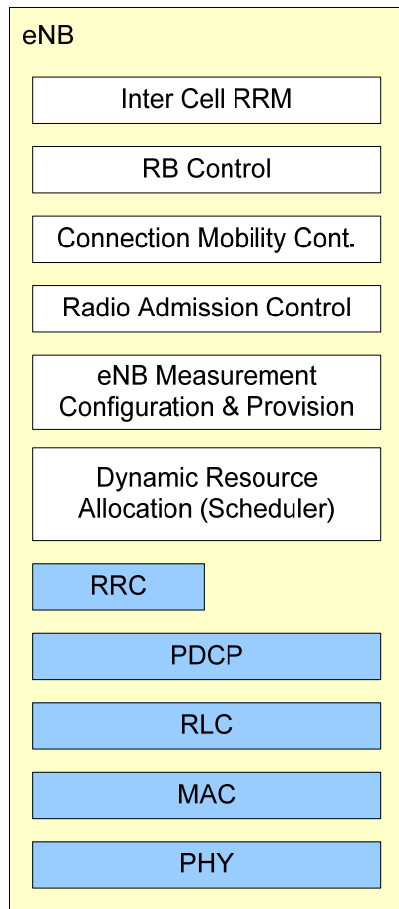 eNB
Inter Cell RRM
RB Control
Connection Mobility Cont.
Radio Admission Control
eNB Measurement
Configuration & Provision
Dynamic Resource
Allocation (Scheduler)
RRC
PDCP
RLC
MAC
PHY